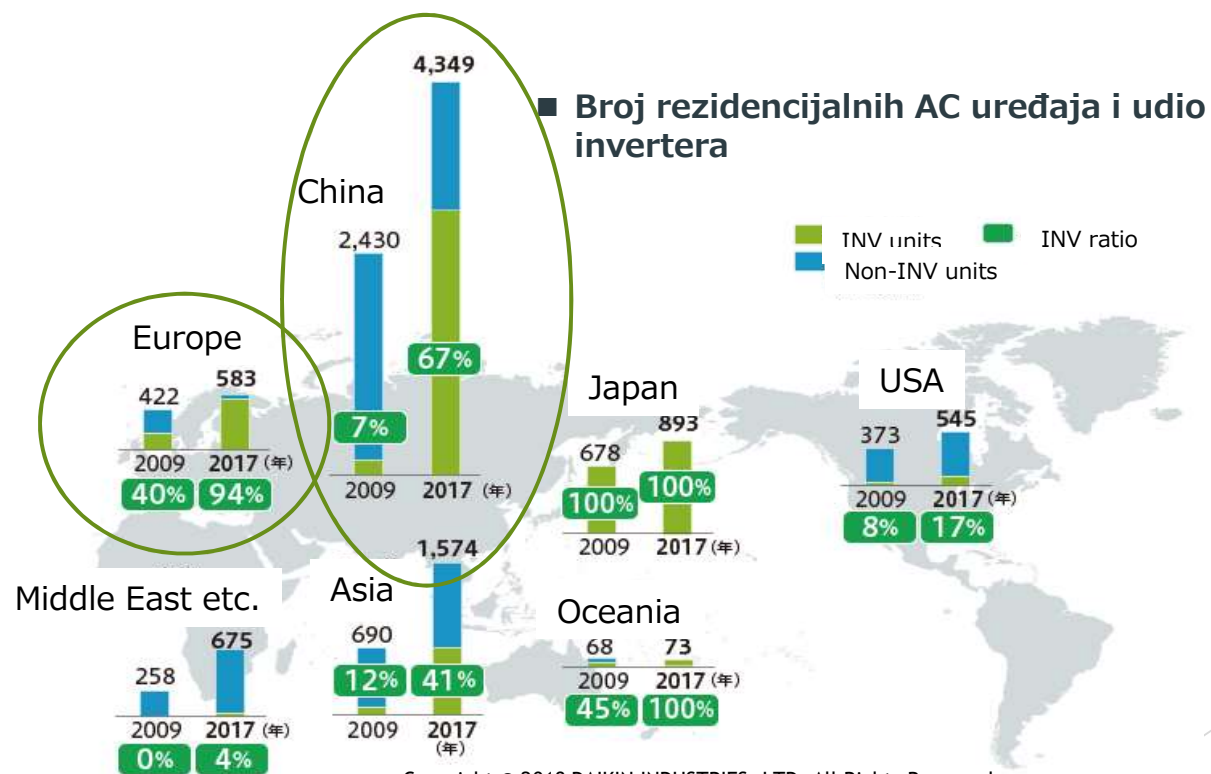 ■ Broj rezidencijalnih AC uređaja i udio
invertera
INV units
INV ratio
Non-INV units
China
4,349
2,430
67%
7%
2009 2017 (年)
Europe
422 583
2009 2017 (年)
40% 94%
Japan
678 893
100% 100%
2009 2017 (年)
USA
373 545
2009 2017 (年)
8% 17%
Middle East etc.
258 675
2009 2017 (年)
0% 4%
Asia
690 1,574
12% 41%
2009 2017
(年)
Oceania
68 73
2009 2017 (年)
45% 100%